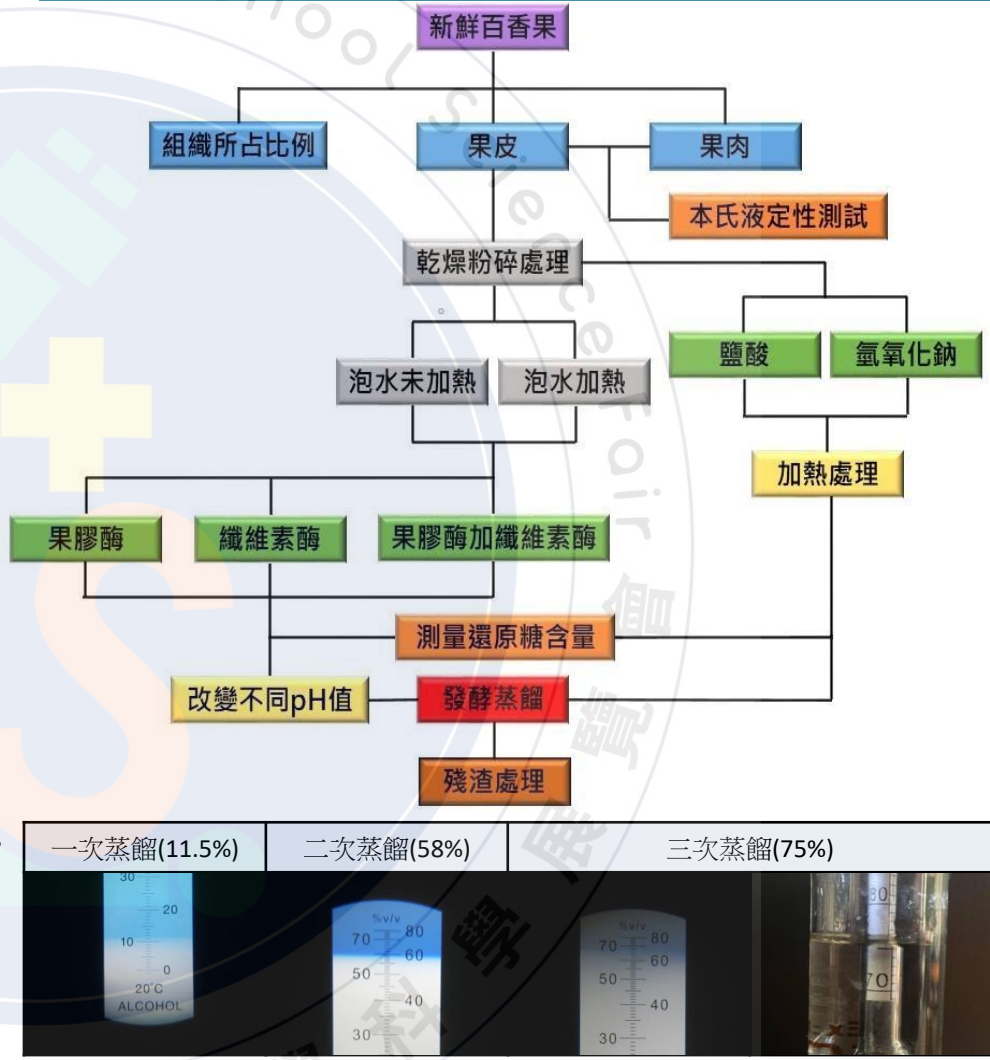 新鮮百香果
組織所占比例
果皮
果肉
本氏液定性測試
乾燥粉碎處理
鹽酸
氫氧化鈉
泡水未加熱
泡水加熱
加熱處理
果膠酶
纖維素酶
果膠酶加纖維素酶
測量還原糖含量
改變不同pH值
發酵蒸餾
殘渣處理
一次蒸餾(11.5%)
二次蒸餾(58%)
三次蒸餾(75%)
30
20
10
0
20°C
ALCOHOL
%v/v
80
70
60
50
40
30
%v/v
80
70
60
50
40
30
80
70